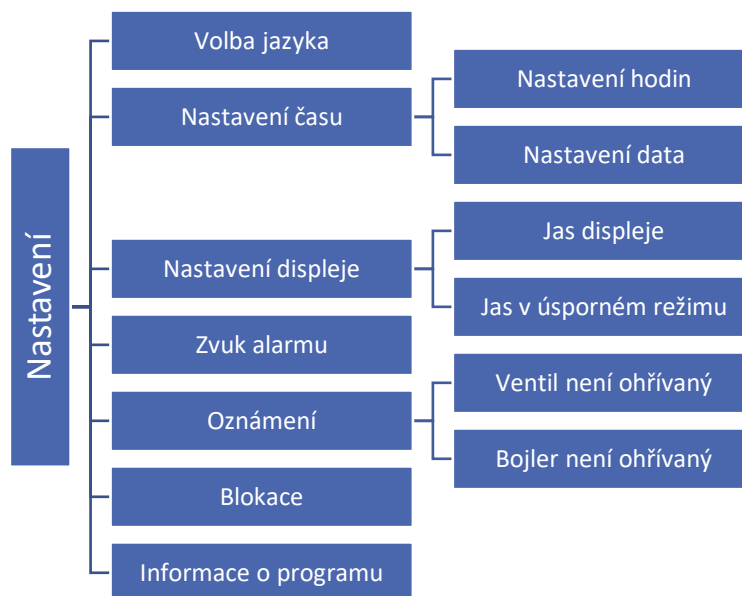 Nastavení
Volba jazyka
Nastavení času
Nastavení hodin
Nastavení data
Nastavení displeje
Jas displeje
Jas v úsporném režimu
Zvuk alarmu
Oznámení
Ventil není ohřívaný
Bojler není ohřívaný
Blokace
Informace o programu